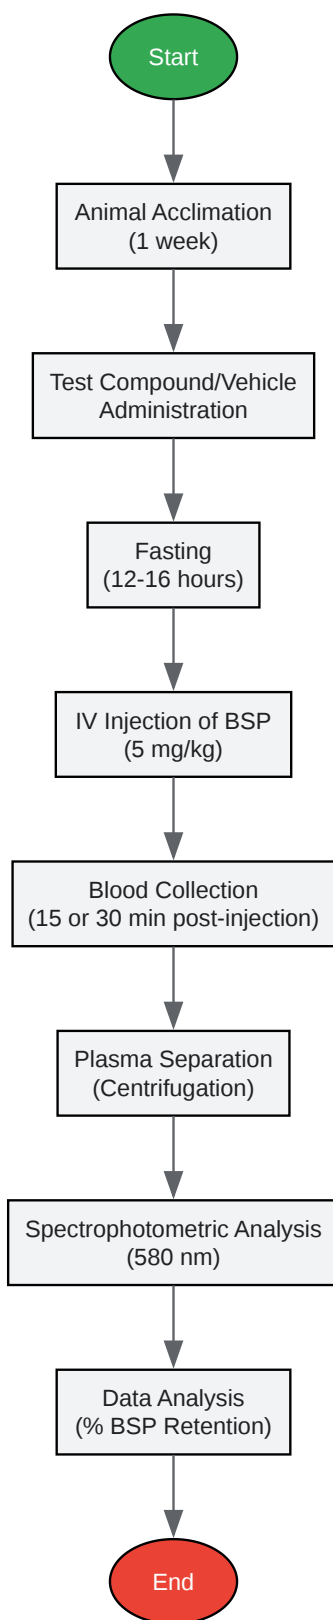 Start
Animal Acclimation
(1 week)
Test Compound/Vehicle
Administration
Fasting
(12-16 hours)
IV Injection of BSP
(5 mg/kg)
Blood Collection
(15 or 30 min post-injection)
Plasma Separation
(Centrifugation)
Spectrophotometric Analysis
(580 nm)
Data Analysis
(% BSP Retention)
End